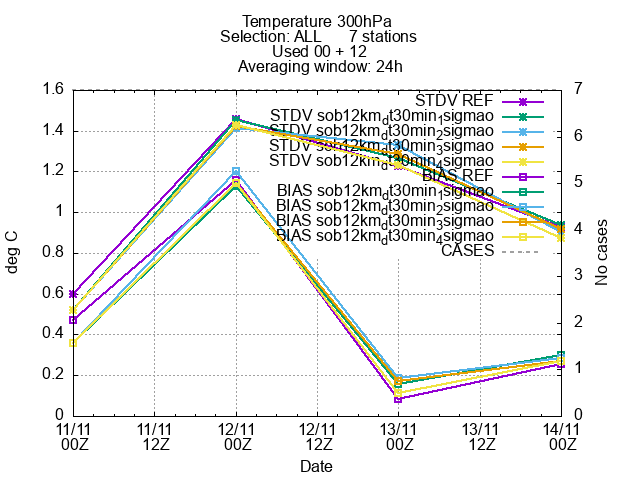 Temperature 300hPa
Selection: ALL 7 stations
Used 00 + 12
Averaging window: 24h
STDV REF
STDV sob12km_dt30min_1sigmao
STDV sob12km_dt30min_2sigmao
STDV sob12km_dt30min_3sigmao
STDV sob12km_dt30min_4sigmao
BIAS REF
BIAS sob12km_dt30min_1sigmao
BIAS sob12km_dt30min_2sigmao
BIAS sob12km_dt30min_3sigmao
BIAS sob12km_dt30min_4sigmao
CASES
deg C
1.6
1.4
1.2
1
0.8
0.6
0.4
0.2
0
No cases
7
6
5
4
3
2
1
0
11/11 11/11 12/11 12/11 13/11 13/11 14/11
00Z 12Z 00Z 12Z 00Z 12Z 00Z
Date